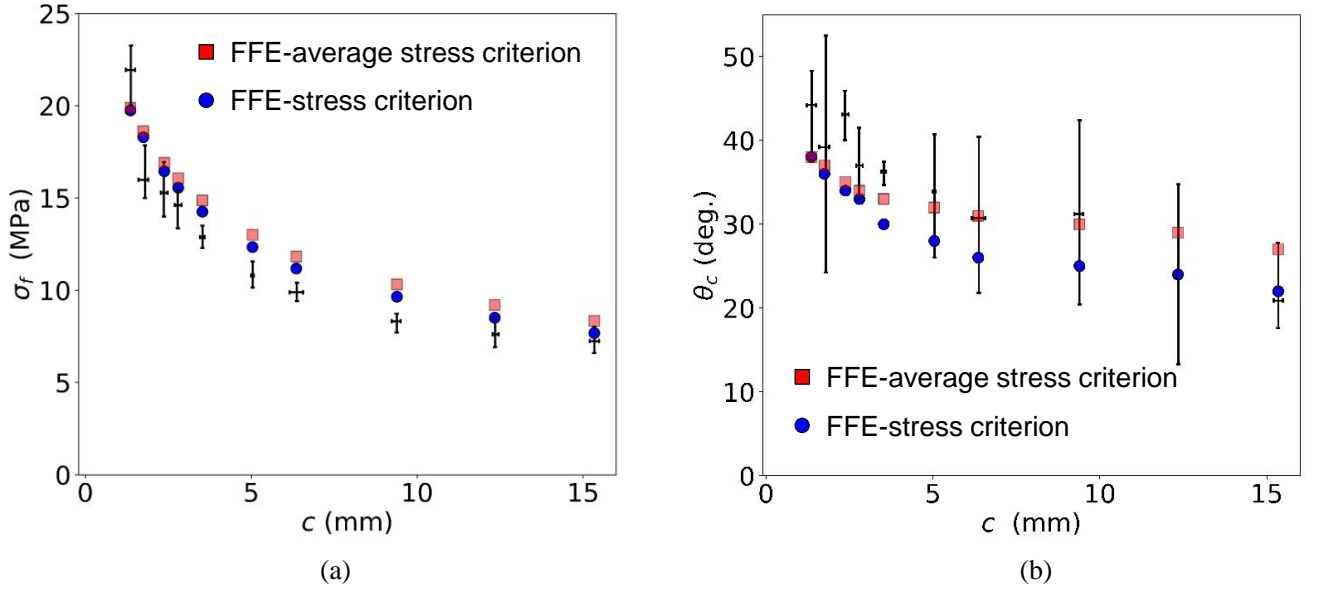 25
20
15
10
5
0
σf (MPa)
FFE-average stress criterion
FFE-stress criterion
0 5 10 15
c (mm)
(a)
50
40
30
20
30
10
0
θc (deg.)
FFE-average stress criterion
FFE-stress criterion
0 5 10 15
c (mm)
(b)